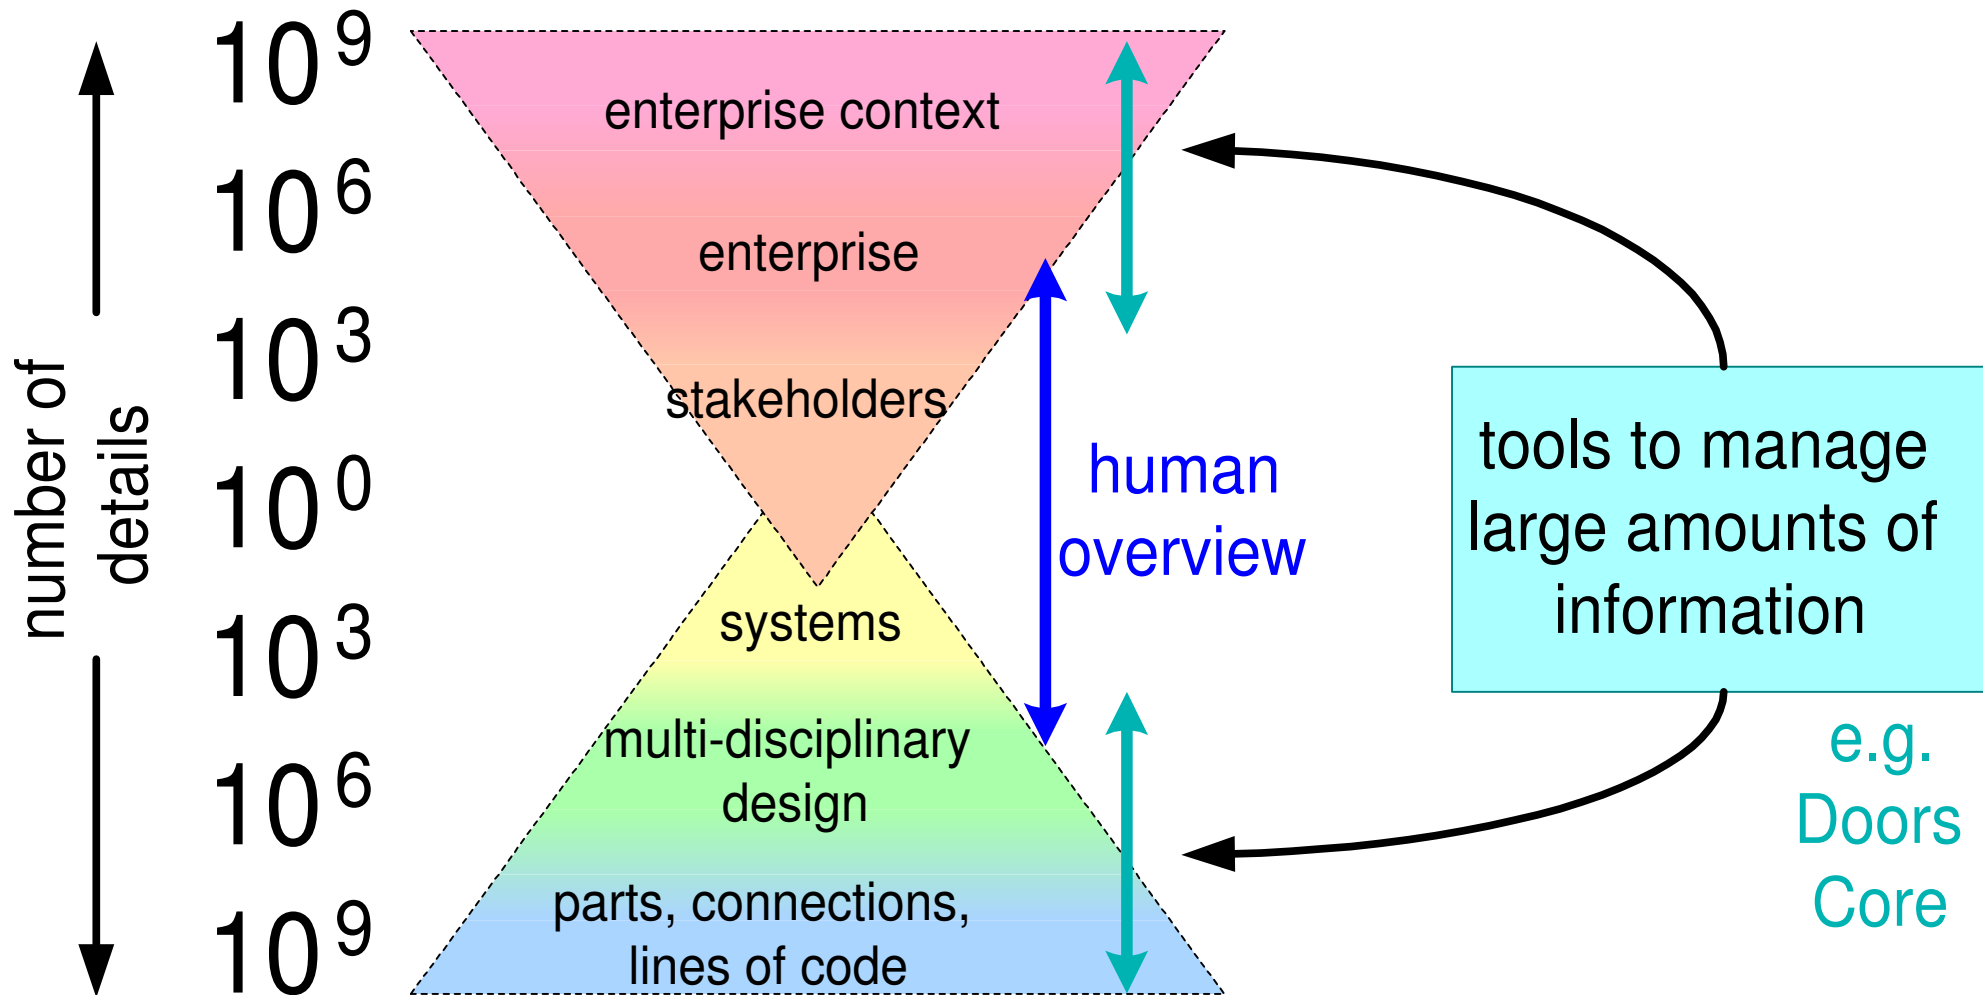 number of
details
10^9
10^6
10^3
10^0
10^3
10^6
10^9
enterprise context
enterprise
stakeholders
systems
multi-disciplinary
design
parts, connections,
lines of code
human
overview
tools to manage
large amounts of
information
e.g.
Doors
Core